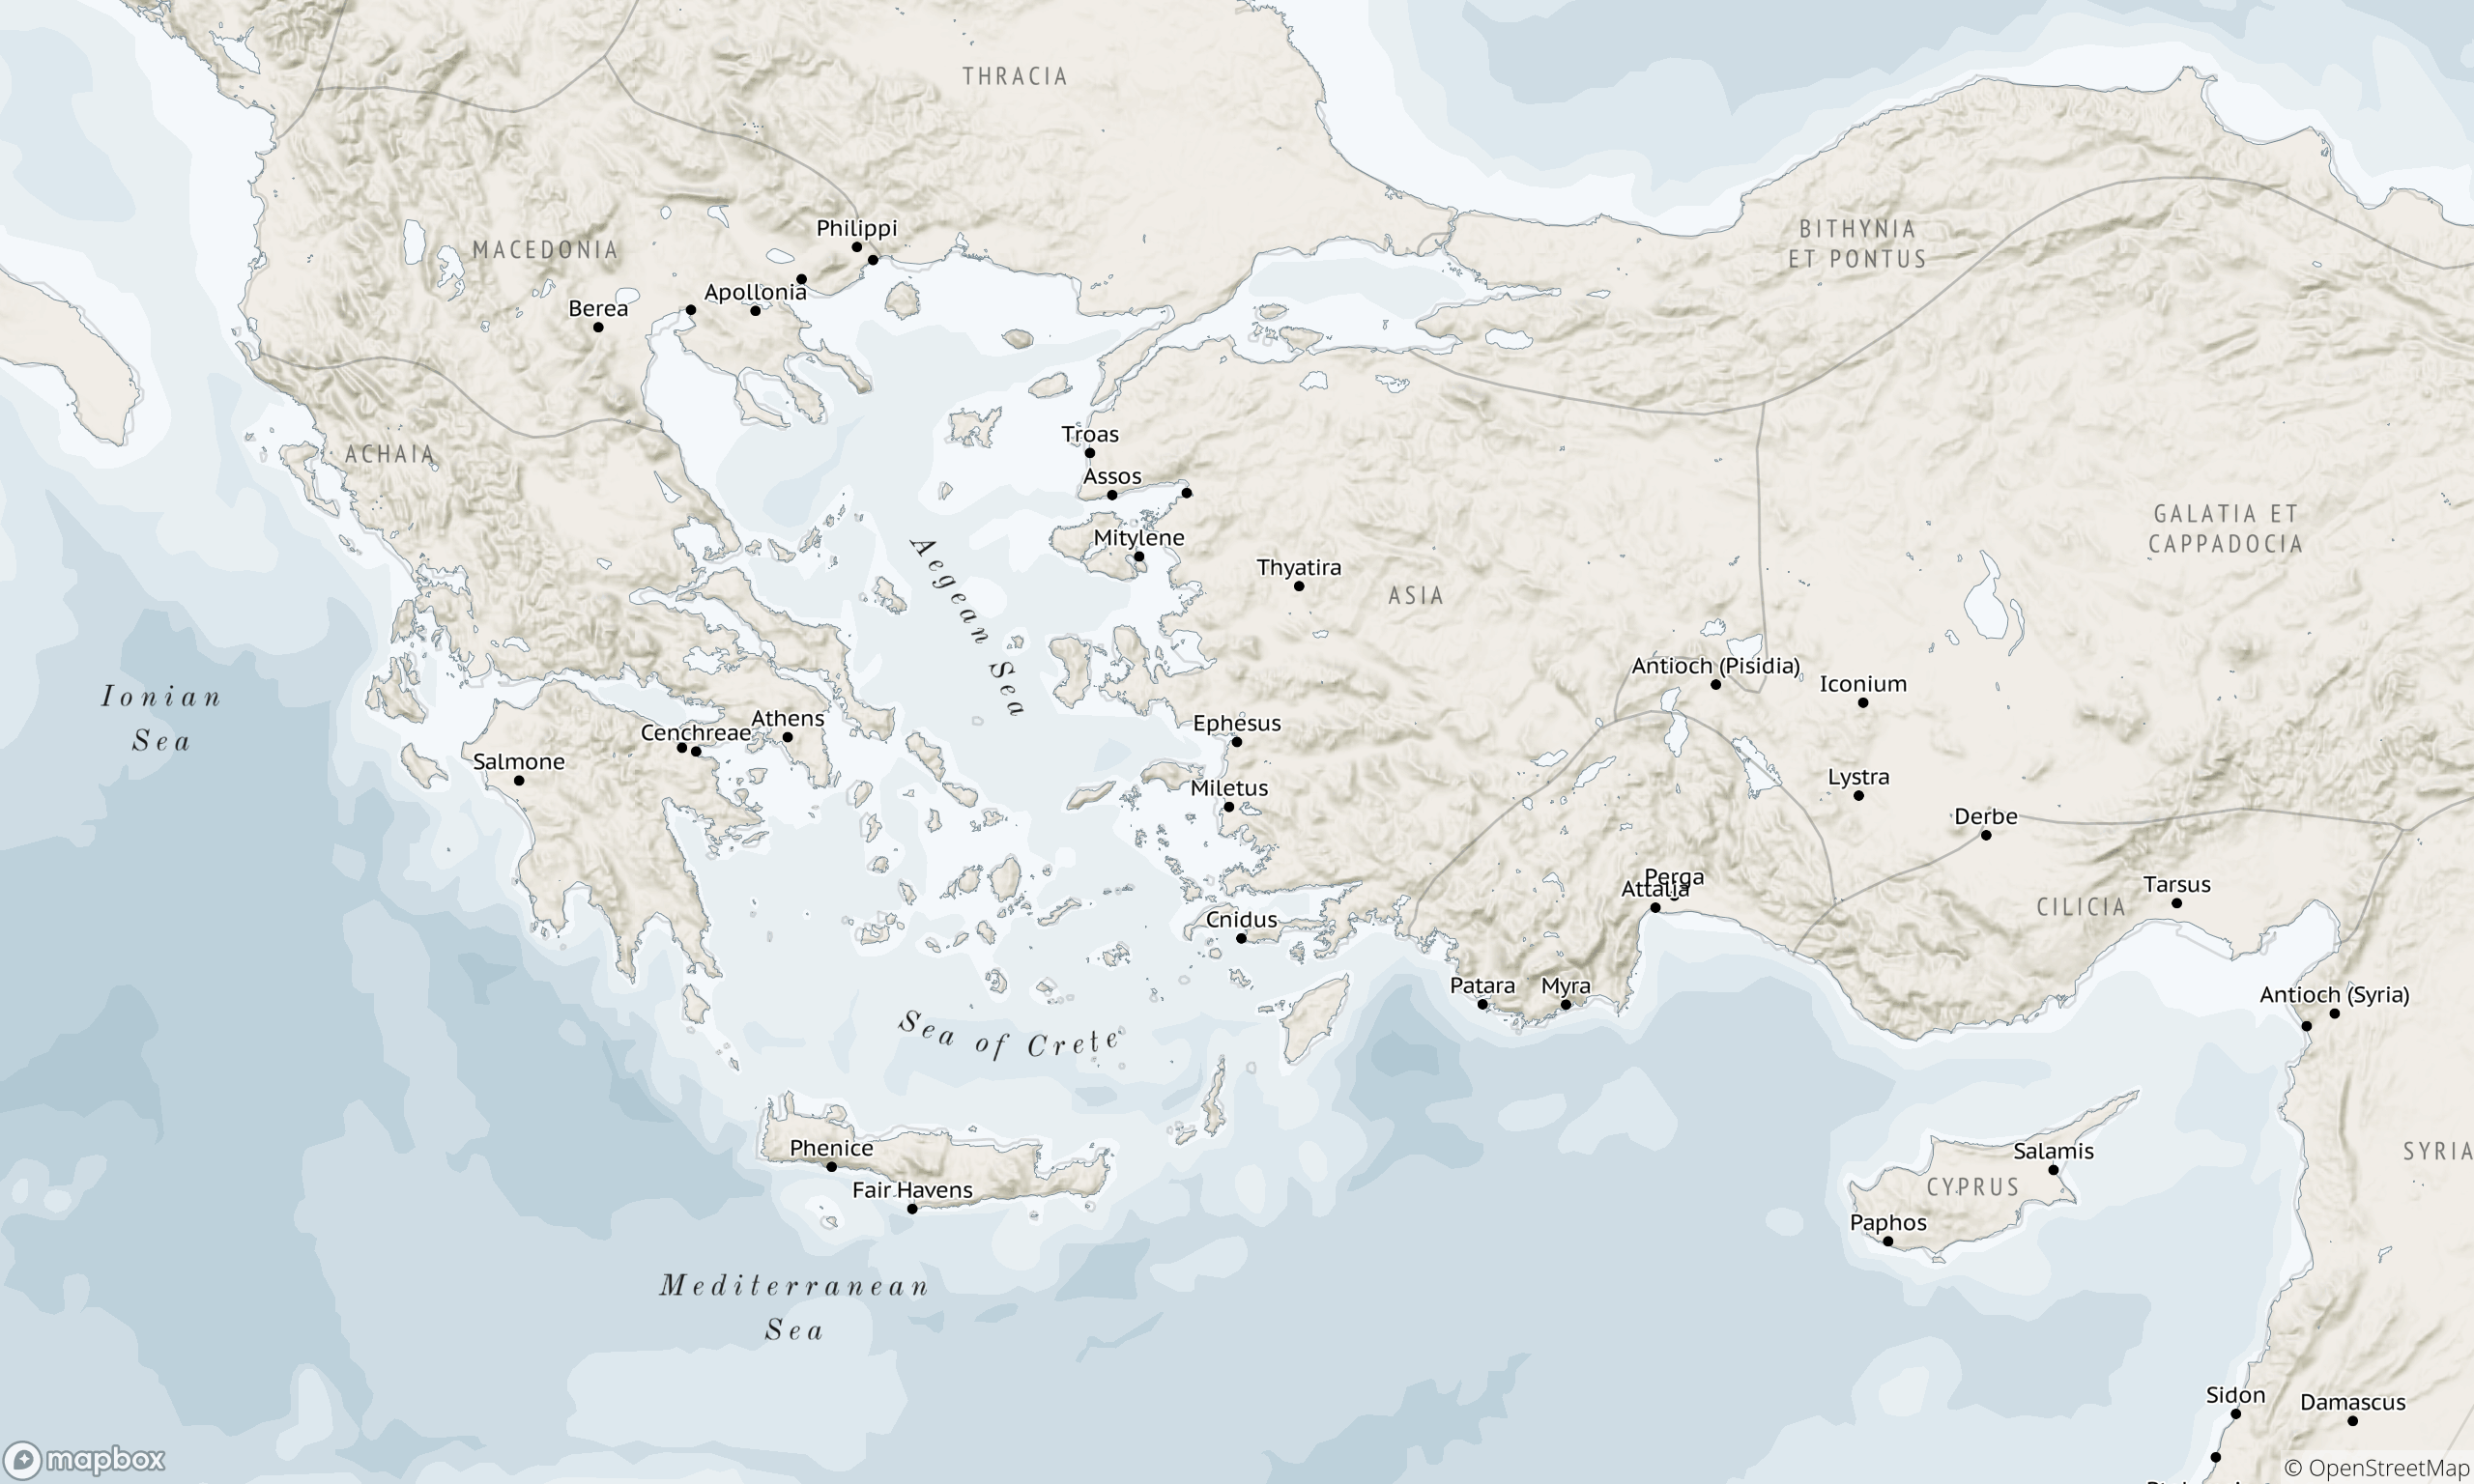 THRACIA
BITHYNIA
ET PONTUS
Philippi
MACEDONIA
Apollonia
Berea
Troas
ACHAIA
Assos
GALATIA ET
CAPPADOCIA
Mitylene
Thyatira
ASIA
Aegean Sea
Antioch (Pisidia)
Iconium
Ionian
Sea
Athens
Cenchreae
Ephesus
Salmone
Lystra
Miletus
Derbe
Perga
Attalia
Tarsus
CILICIA
Cnidus
Patara
Myra
Antioch (Syria)
Sea of Crete
Phenice
Salamis
SYRIA
CYPRUS
Fair Havens
Paphos
Mediterranean
Sea
Sidon
Damascus
mapbox
© OpenStreetMap